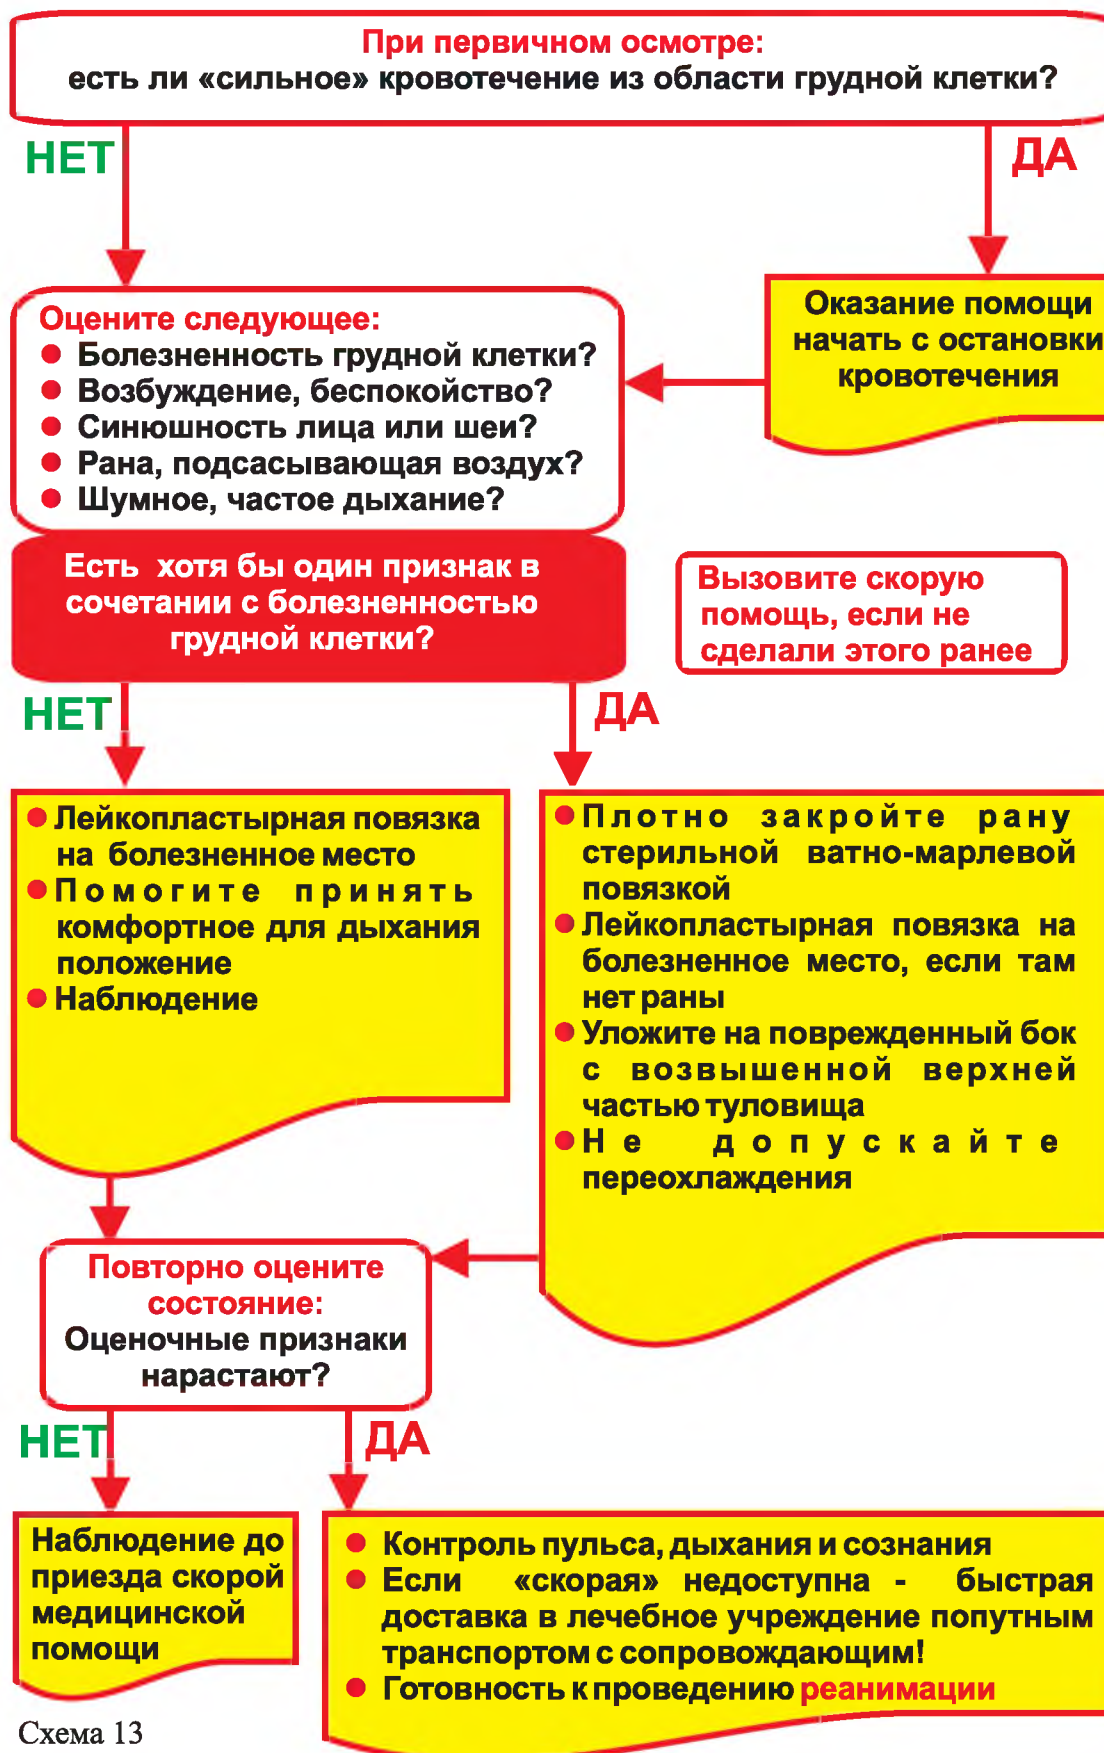 При первичном осмотре:
есть ли «сильное» кровотечение из области грудной клетки?
НЕТ
ДА
Оказание помощи
начать с остановки
кровотечения
Оцените следующее:
● Болезненность грудной клетки?
● Возбуждение, беспокойство?
● Синюшность лица или шеи?
● Рана, подсасывающая воздух?
● Шумное, частое дыхание?
Есть хотя бы один признак в
сочетании с болезненностью
грудной клетки?
Вызовите скорую
помощь, если не
сделали этого ранее
НЕТ
ДА
● Лейкопластырная повязка
на болезненное место
● Помогите принять
комфортное для дыхания
положение
● Наблюдение
● Плотно закройте рану
стерильной ватно-марлевой
повязкой
● Лейкопластырная повязка на
болезненное место, если там
нет раны
● Уложите на поврежденный бок
с возвышенной верхней
частью туловища
● Не допускайте
переохлаждения
Повторно оцените
состояние:
Оценочные признаки
нарастают?
НЕТ
ДА
Наблюдение до
приезда скорой
медицинской
помощи
● Контроль пульса, дыхания и сознания
● Если «скорая» недоступна - быстрая
доставка в лечебное учреждение попутным
транспортом с сопровождающим!
● Готовность к проведению реанимации
Схема 13